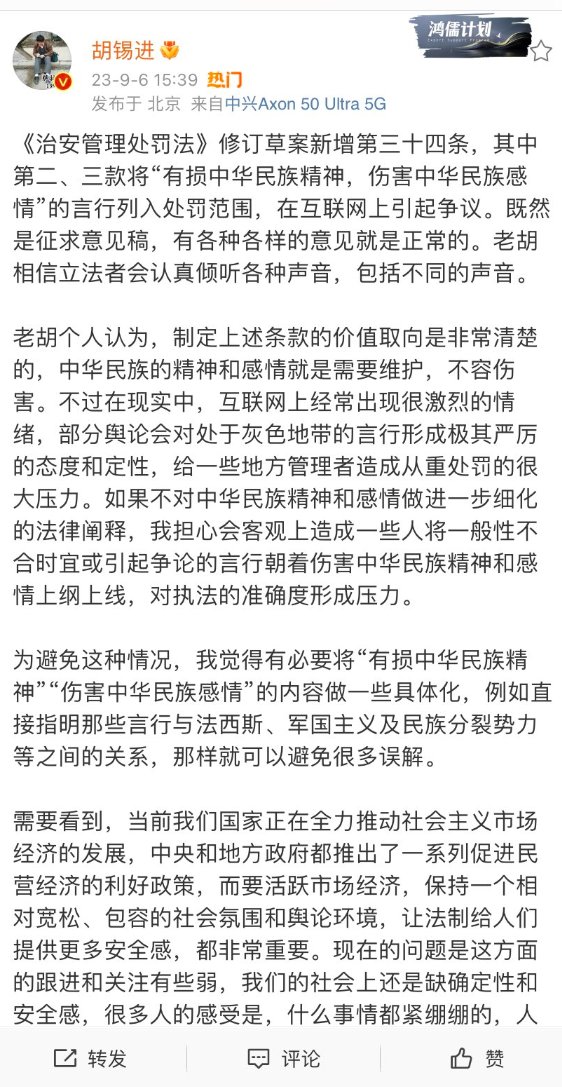 鸿儒计划
胡锡进
23-9-6 15:39 热门
发布于 北京 来自中兴Axon 50 Ultra 5G
《治安管理处罚法》修订草案新增第三十四条，其中
第二、三款将“有损中华民族精神，伤害中华民族感
情”的言行列入处罚范围，在互联网上引起争议。既然
是征求意见稿，有各种各样的意见就是正常的。老胡
相信立法者会认真倾听各种声音，包括不同的声音。
老胡个人认为，制定上述条款的价值取向是非常清楚
的，中华民族的精神和感情就是需要维护，不容伤
害。不过在现实中，互联网上经常出现很激烈的情
绪，部分舆论会对处于灰色地带的言行形成极其严厉
的态度和定性，给一些地方管理者造成从重处罚的很
大压力。如果不对中华民族精神和感情做进一步细化
的法律阐释，我担心会客观上造成一些人将一般性不
合时宜或引起争论的言行朝着伤害中华民族精神和感
情上纲上线，对执法的准确度形成压力。
为避免这种情况，我觉得有必要将“有损中华民族精
神”“伤害中华民族感情”的内容做一些具体化，例如直
接指明那些言行与法西斯、军国主义及民族分裂势力
等之间的关系，那样就可以避免很多误解。
需要看到，当前我们国家正在全力推动社会主义市场
经济的发展，中央和地方政府都推出了一系列促进民
营经济的利好政策，而要活跃市场经济，保持一个相
对宽松、包容的社会氛围和舆论环境，让法制给人们
提供更多安全感，都非常重要。现在的问题是这方面
的跟进和关注有些弱，我们的社会上还是缺确定性和
安全感，很多人的感受是，什么事情都紧绷绷的，人
转发 评论 赞